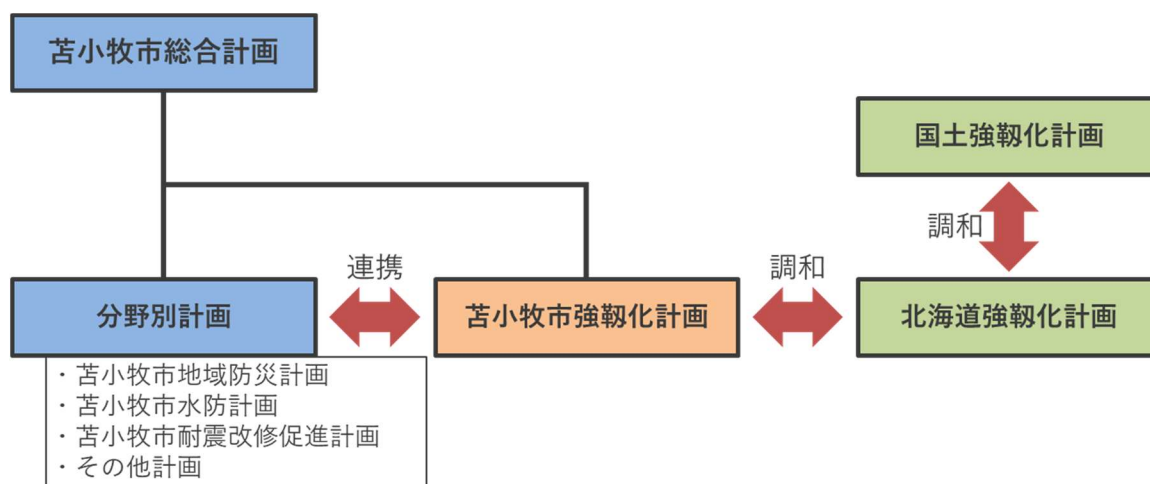 苫小牧市総合計画
国土強靱化計画
調和
分野別計画
連携
苫小牧市強靱化計画
調和
北海道強靱化計画
・苫小牧市地域防災計画
・苫小牧市水防計画
・苫小牧市耐震改修促進計画
・その他計画